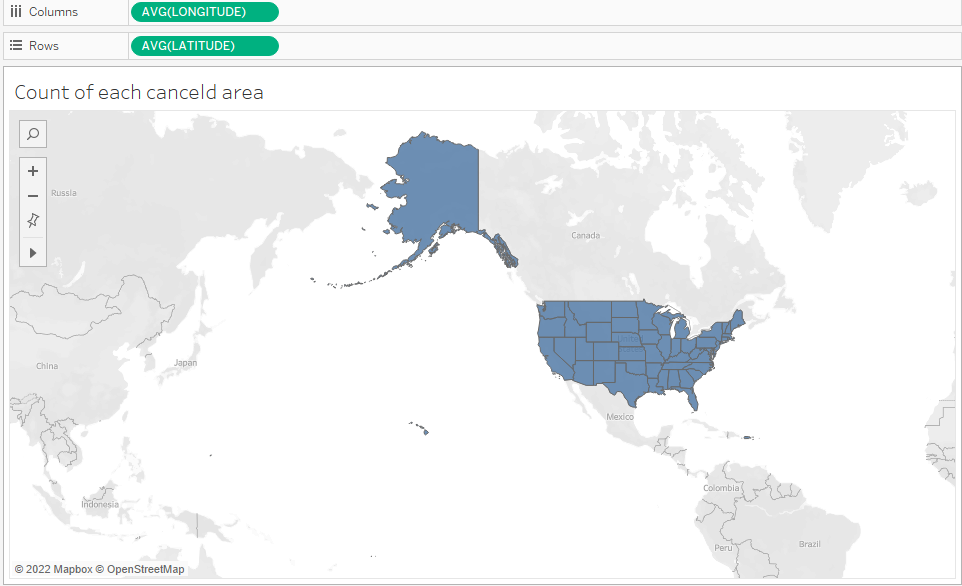 Columns AVG(LONGITUDE)
Rows AVG(LATITUDE)
Count of each canceld area
Russia
Canada
China
Japan
Mexico
Colombia
Indonesia
Peru
Brazil
© 2022 Mapbox © OpenStreetMap